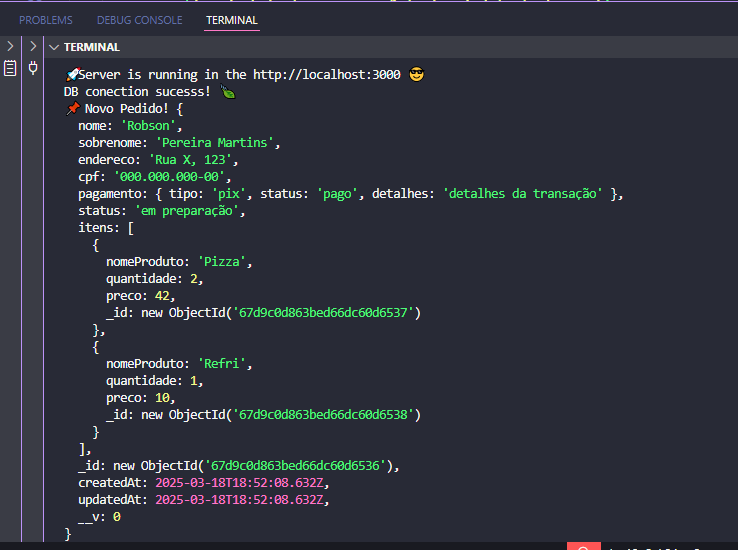 PROBLEMS DEBUG CONSOLE TERMINAL
TERMINAL
🚀Server is running in the http://localhost:3000 😎
DB conection sucesss! 🍃
📌 Novo Pedido! {
nome: 'Robson',
sobrenome: 'Pereira Martins',
endereco: 'Rua X, 123',
cpf: '000.000.000-00',
pagamento: { tipo: 'pix', status: 'pago', detalhes: 'detalhes da transação' },
status: 'em preparação',
itens: [
{
nomeProduto: 'Pizza',
quantidade: 2,
preco: 42,
_id: new ObjectId('67d9c0d863bed66dc60d6537')
},
{
nomeProduto: 'Refri',
quantidade: 1,
preco: 10,
_id: new ObjectId('67d9c0d863bed66dc60d6538')
}
],
_id: new ObjectId('67d9c0d863bed66dc60d6536'),
createdAt: 2025-03-18T18:52:08.632Z,
updatedAt: 2025-03-18T18:52:08.632Z,
__v: 0
}